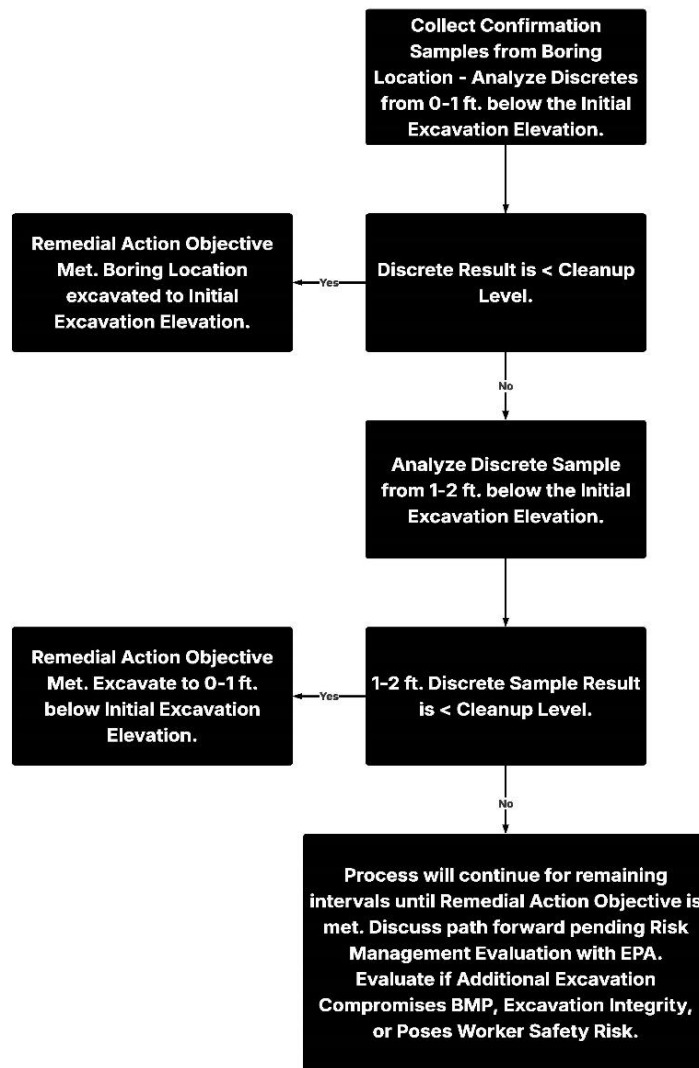 Collect Confirmation
Samples from Boring
Location - Analyze Discretes
from 0-1 ft. below the Initial
Excavation Elevation.
Remedial Action Objective
Met. Boring Location
excavated to Initial
Excavation Elevation.
Yes
Discrete Result is < Cleanup
Level.
No
Analyze Discrete Sample
from 1-2 ft. below the Initial
Excavation Elevation.
Remedial Action Objective
Met. Excavate to 0-1 ft.
below Initial Excavation
Elevation.
Yes
1-2 ft. Discrete Sample Result
is < Cleanup Level.
No
Process will continue for remaining
intervals until Remedial Action Objective is
met. Discuss path forward pending Risk
Management Evaluation with EPA.
Evaluate if Additional Excavation
Compromises BMP, Excavation Integrity,
or Poses Worker Safety Risk.